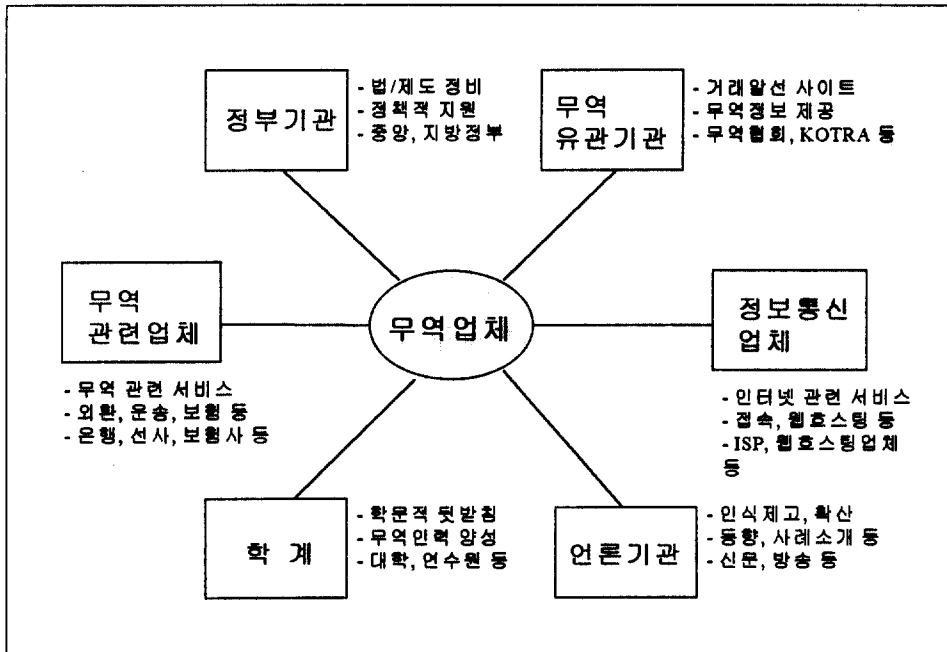 정부기관
- 법/제도 정비
- 정책적 지원
- 중앙, 지방정부
무역
유관기관
- 거래알선 사이트
- 무역정보 제공
- 무역협회, KOTRA 등
무역
관련업체
- 무역 관련 서비스
- 외환, 운송, 보험 등
- 은행, 선사, 보험사 등
무역업체
정보통신
업체
- 인터넷 관련 서비스
- 접속, 웹호스팅 등
- ISP, 웹호스팅업체
등
학 계
- 학문적 뒷받침
- 무역인력 양성
- 대학, 연수원 등
언론기관
- 인식제고, 확산
- 동향, 사례소개 등
- 신문, 방송 등